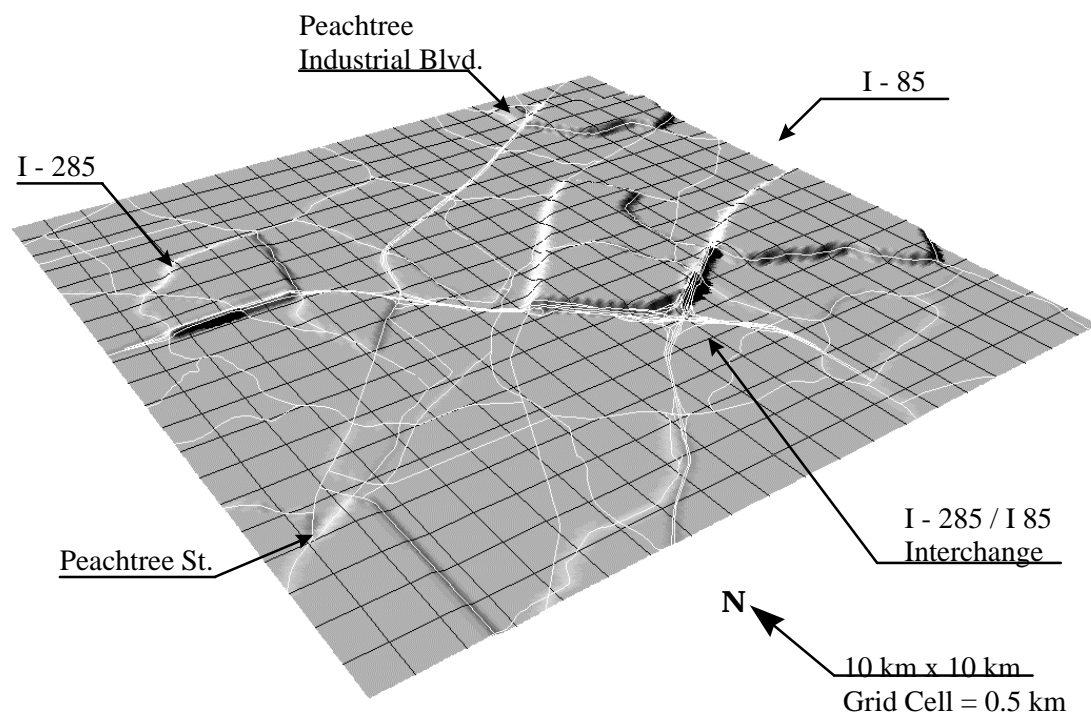 Peachtree
Industrial Blvd.
I - 85
I - 285
I - 285 / I 85
Interchange
Peachtree St.
N
10 km x 10 km
Grid Cell = 0.5 km